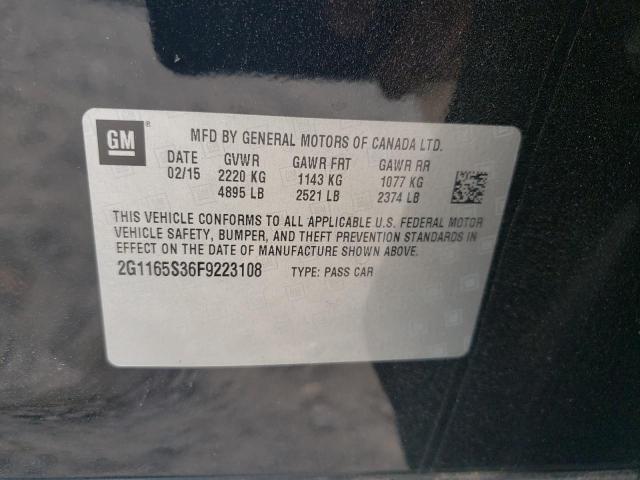 GM®
MFD BY GENERAL MOTORS OF CANADA LTD.
DATE GVWR GAWR FRT GAWR RR
02/15 2220 KG 1143 KG 1077 KG
4895 LB 2521 LB 2374 LB
THIS VEHICLE CONFORMS TO ALL APPLICABLE U.S. FEDERAL MOTOR
VEHICLE SAFETY, BUMPER, AND THEFT PREVENTION STANDARDS IN
EFFECT ON THE DATE OF MANUFACTURE SHOWN ABOVE.
2G1165S36F9223108 TYPE: PASS CAR